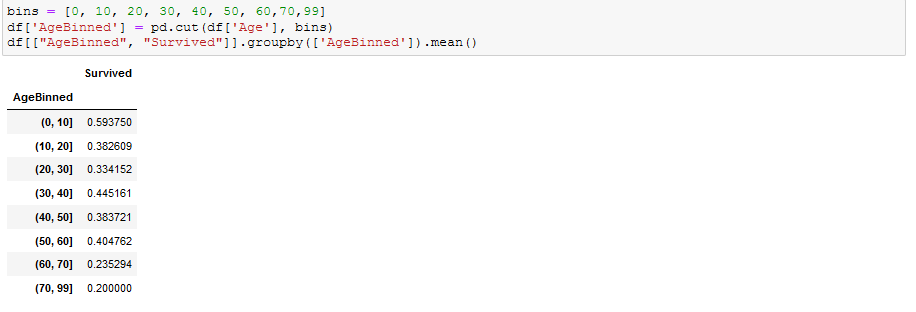 bins = [0, 10, 20, 30, 40, 50, 60,70,99]
df['AgeBinned'] = pd.cut(df['Age'], bins)
df[["AgeBinned", "Survived"]].groupby(['AgeBinned']).mean()
Survived
AgeBinned
(0, 10] 0.593750
(10, 20] 0.382609
(20, 30] 0.334152
(30, 40] 0.445161
(40, 50] 0.383721
(50, 60] 0.404762
(60, 70] 0.235294
(70, 99] 0.200000